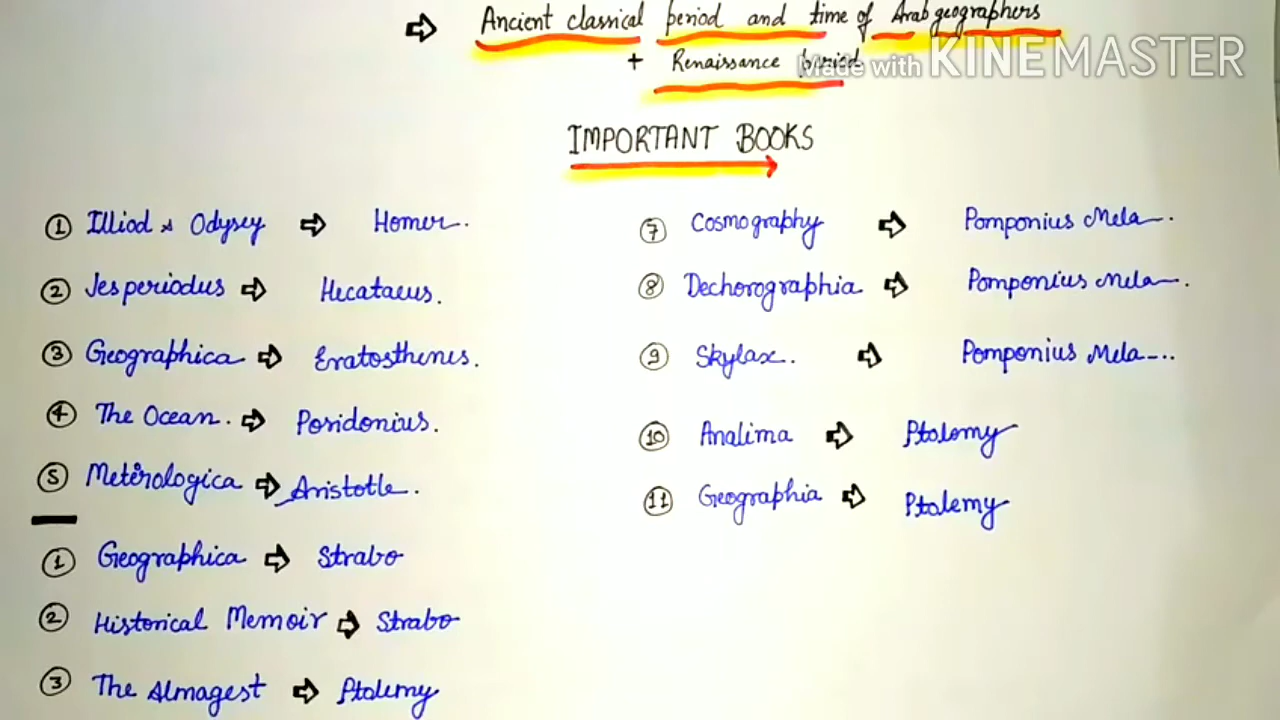 ⇨ Ancient classical period and time of Arab geographers
+ Renaissance period
Made with KINEMASTER
IMPORTANT BOOKS
① Illiod & Odysey ⇨ Homer.
② Jesperiodus ⇨ Hecataeus.
③ Geographica ⇨ Eratosthenes.
④ The Ocean. ⇨ Posidonius.
⑤ Meterologica ⇨ Aristotle.
① Geographica ⇨ Strabo
② Historical Memoir ⇨ Strabo
③ The Almagest ⇨ Ptolemy
⑦ Cosmography ⇨ Pomponius Mela.
⑧ Dechorographia ⇨ Pomponius Mela.
⑨ Skylax. ⇨ Pomponius Mela...
⑩ Analima ⇨ Ptolomy
⑪ Geographia ⇨ Ptolemy